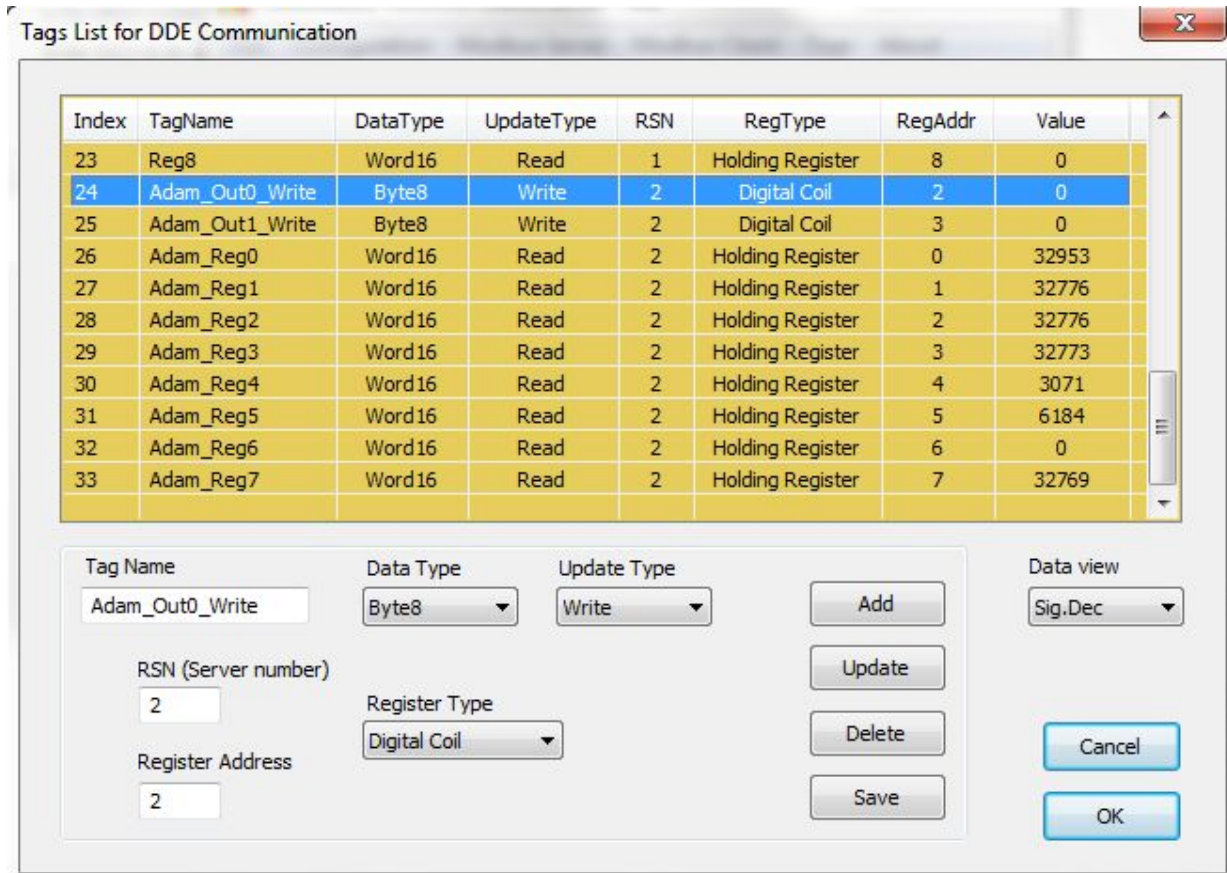 Tags List for DDE Communication
Index TagName DataType UpdateType RSN RegType RegAddr Value
23 Reg8 Word16 Read 1 Holding Register 8 0
24 Adam_Out0_Write Byte8 Write 2 Digital Coil 2 0
25 Adam_Out1_Write Byte8 Write 2 Digital Coil 3 0
26 Adam_Reg0 Word16 Read 2 Holding Register 0 32953
27 Adam_Reg1 Word16 Read 2 Holding Register 1 32776
28 Adam_Reg2 Word16 Read 2 Holding Register 2 32776
29 Adam_Reg3 Word16 Read 2 Holding Register 3 32773
30 Adam_Reg4 Word16 Read 2 Holding Register 4 3071
31 Adam_Reg5 Word16 Read 2 Holding Register 5 6184
32 Adam_Reg6 Word16 Read 2 Holding Register 6 0
33 Adam_Reg7 Word16 Read 2 Holding Register 7 32769
Tag Name Data Type Update Type Data view
Adam_Out0_Write Byte8 Write Add Sig.Dec
RSN (Server number) Update
2 Register Type
Digital Coil Delete Cancel
Register Address
2 Save OK